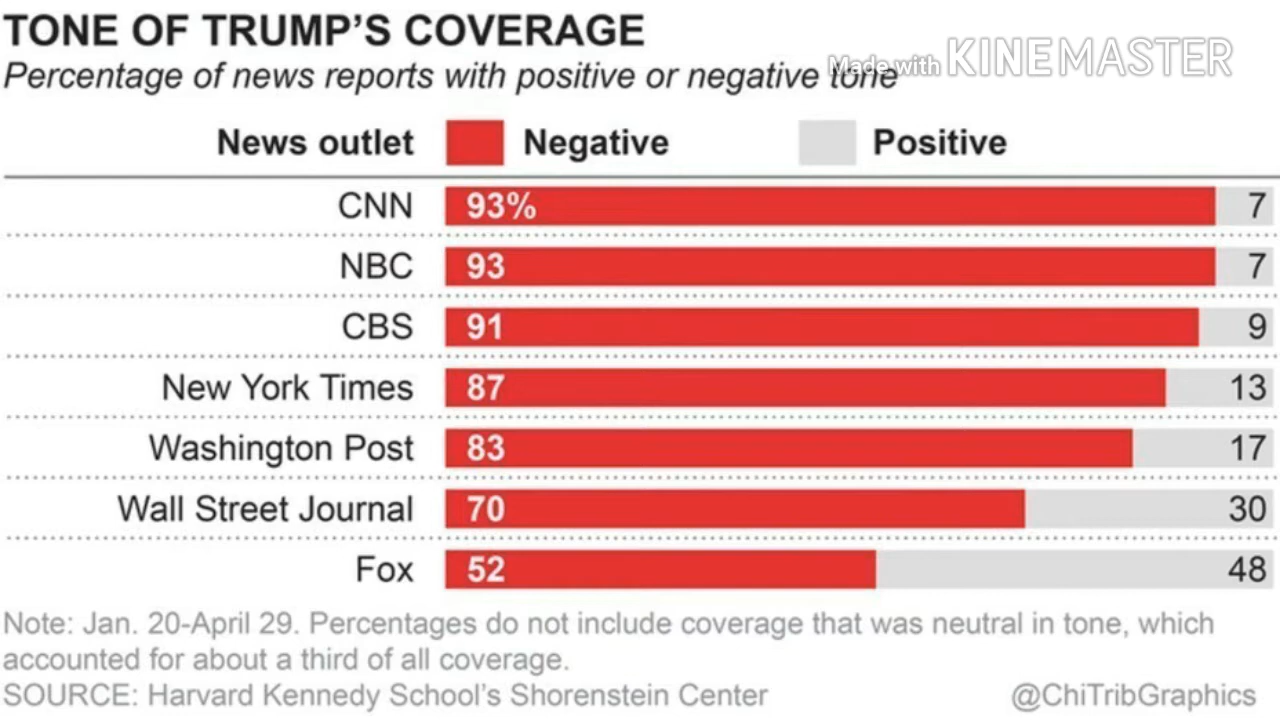 TONE OF TRUMP'S COVERAGE
Percentage of news reports with positive or negative tone
Made with KINEMASTER
News outlet Negative Positive
CNN 93% 7
NBC 93 7
CBS 91 9
New York Times 87 13
Washington Post 83 17
Wall Street Journal 70 30
Fox 52 48
Note: Jan. 20-April 29. Percentages do not include coverage that was neutral in tone, which
accounted for about a third of all coverage.
SOURCE: Harvard Kennedy School's Shorenstein Center @ChiTribGraphics